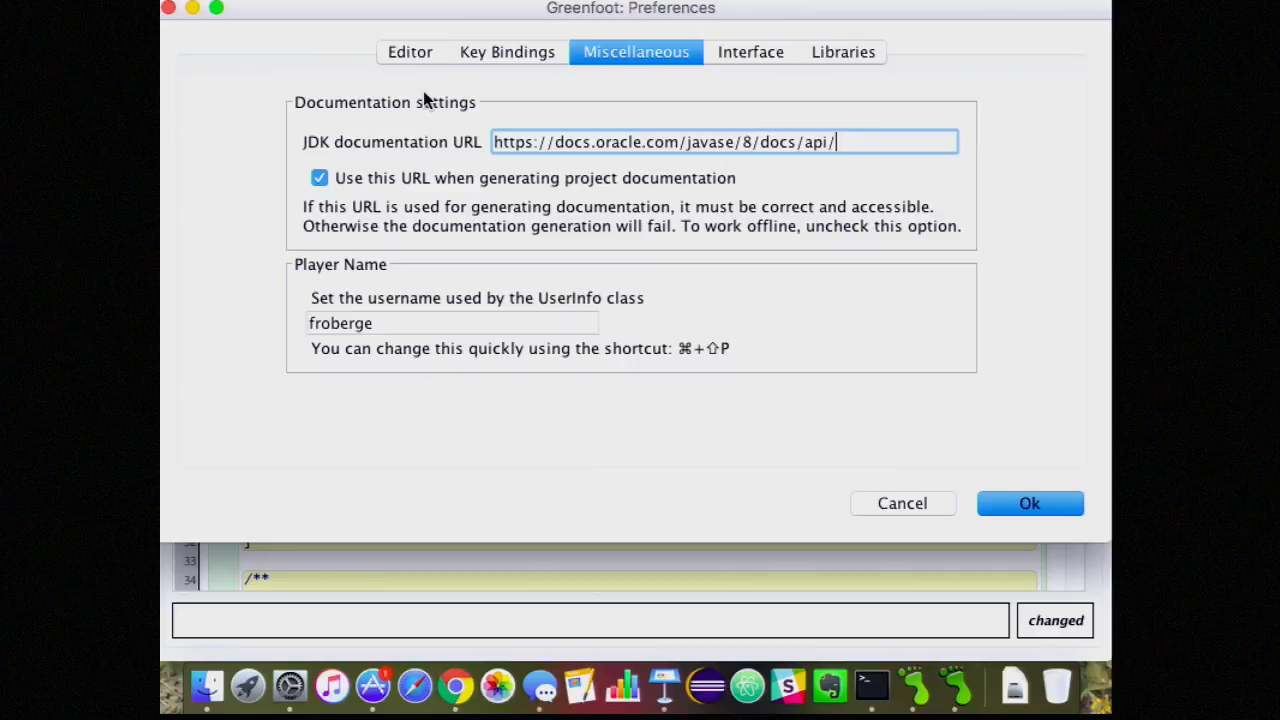 Greenfoot: Preferences
Editor Key Bindings Miscellaneous Interface Libraries
Documentation settings
JDK documentation URL https://docs.oracle.com/javase/8/docs/api/
Use this URL when generating project documentation
If this URL is used for generating documentation, it must be correct and accessible.
Otherwise the documentation generation will fail. To work offline, uncheck this option.
Player Name
Set the username used by the UserInfo class
froberge
You can change this quickly using the shortcut: ⌘+⇧P
Cancel Ok
33
34 /**
changed